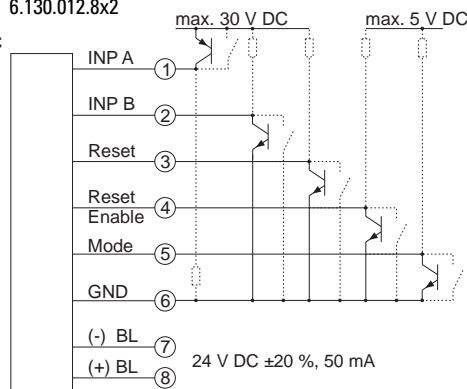 6.130.012.8x2
max. 30 V DC
max. 5 V DC
INP A
1
INP B
2
Reset
3
Reset
Enable
4
Mode
5
GND
6
(-) BL
7
24 V DC ±20 %, 50 mA
(+) BL
8